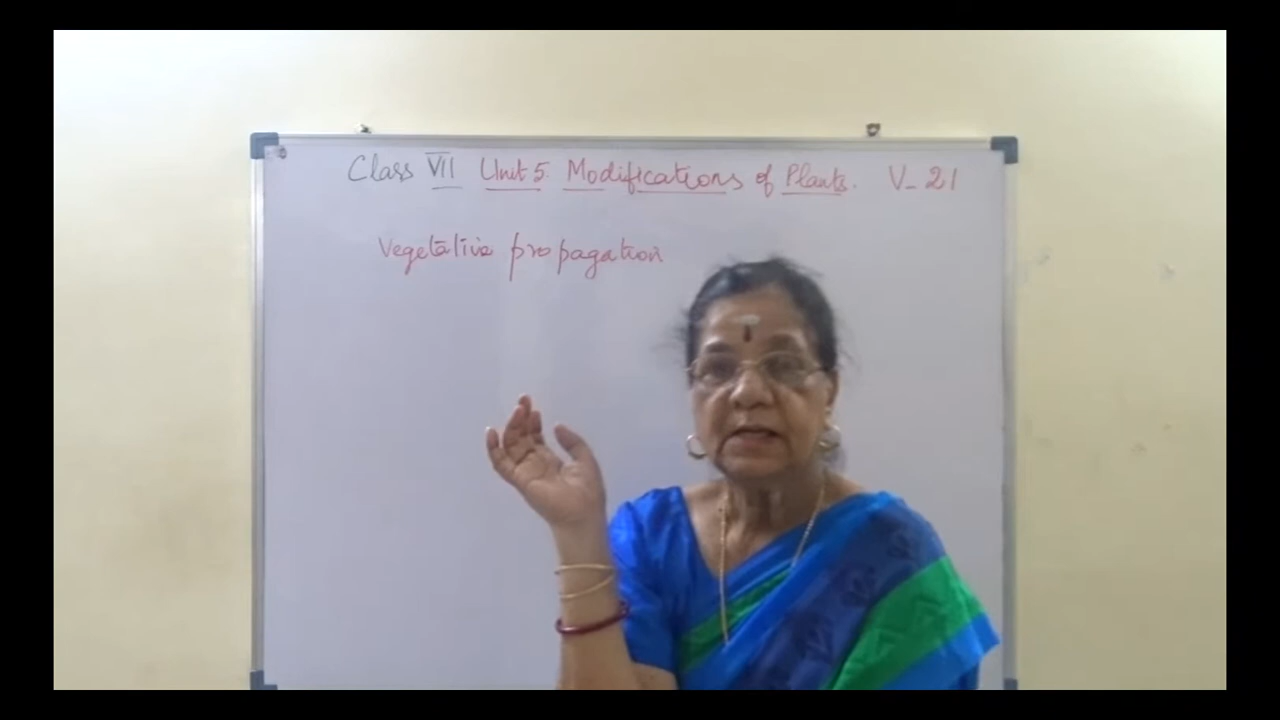 Class VII Unit 5. Modifications of Plants. V-21
Vegetative propagation